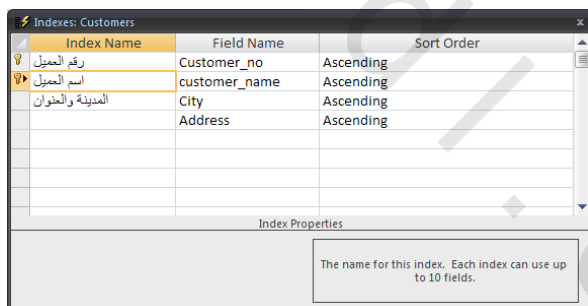 Indexes: Customers
Index Name Field Name Sort Order
رقم العميل Customer_no Ascending
اسم العميل customer_name Ascending
المدينة والعنوان City Ascending
Address Ascending
Index Properties
The name for this index. Each index can use up
to 10 fields.